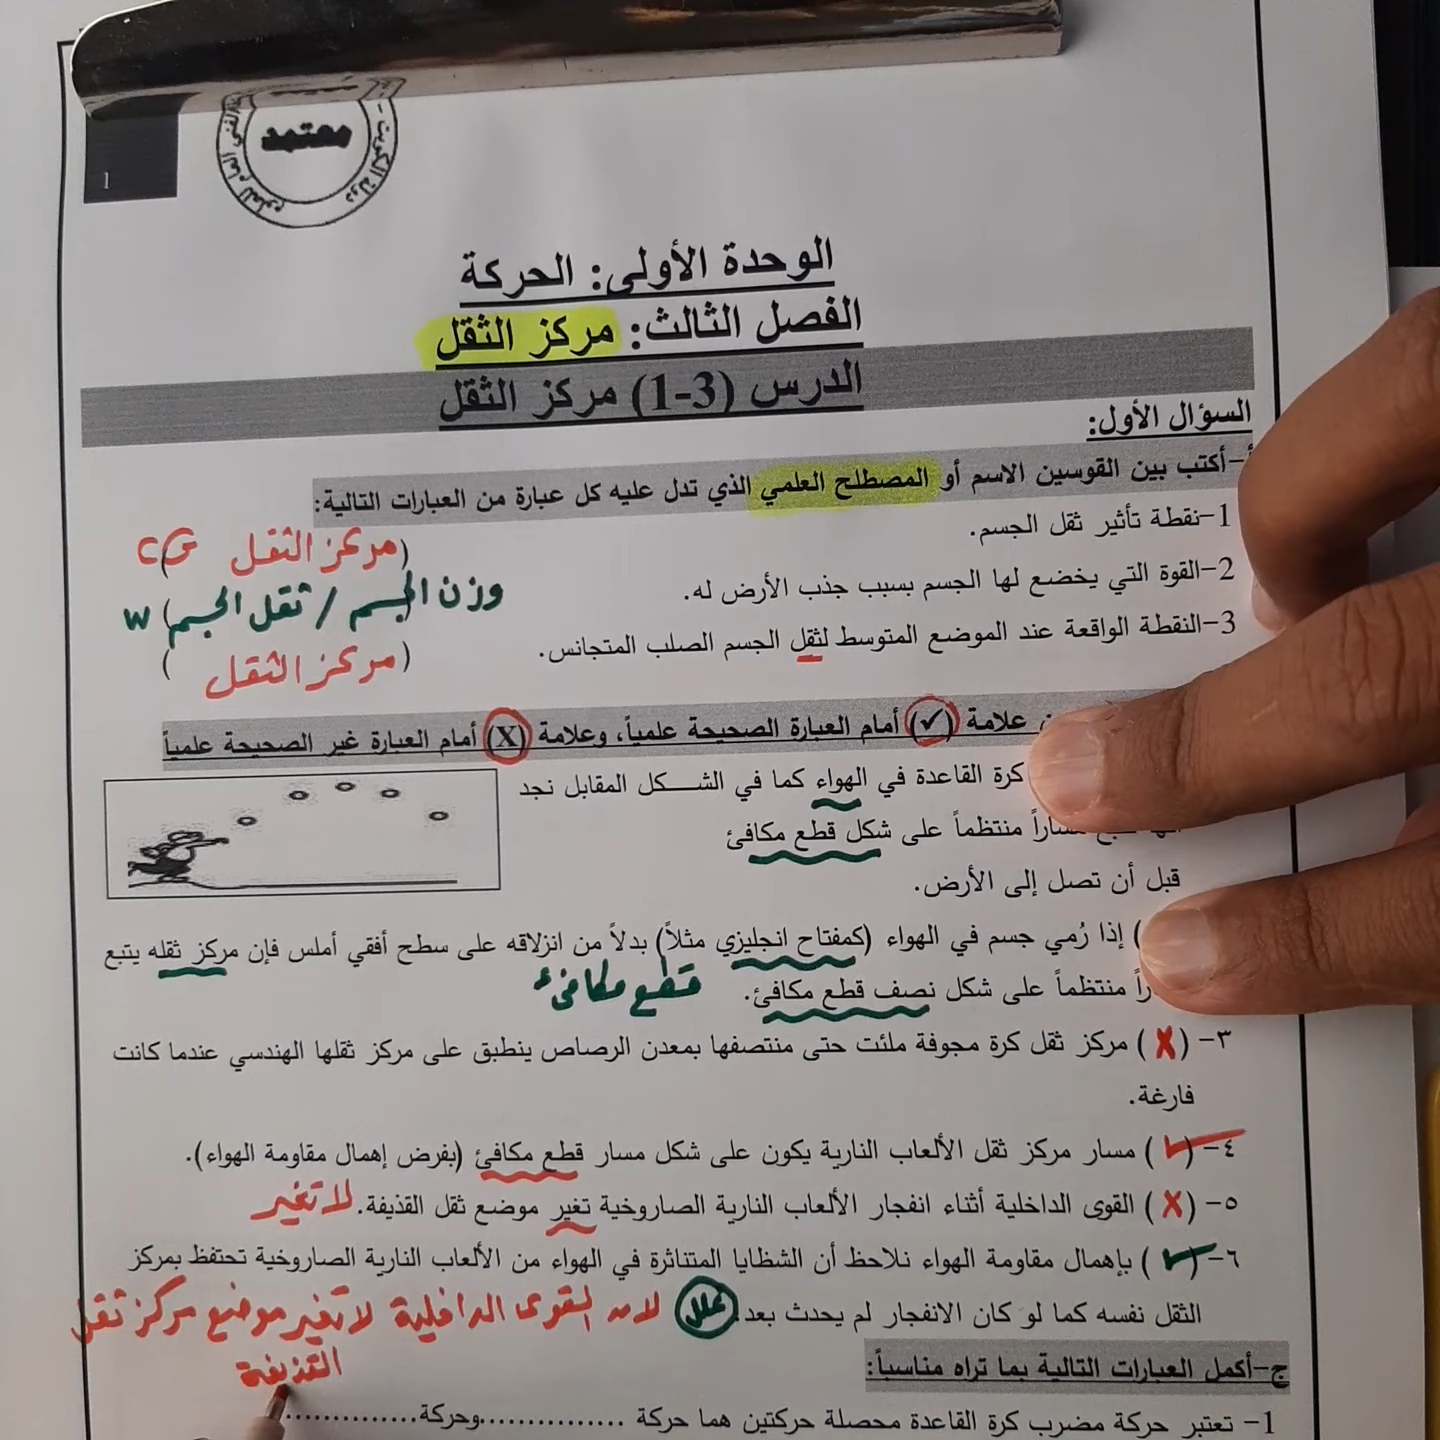 1
معتمد
دولة الكويت
الوحدة الأولى: الحركة
الفصل الثالث: مركز الثقل
الدرس (3-1) مركز الثقل
السؤال الأول:
أ-أكتب بين القوسين الاسم أو المصطلح العلمي الذي تدل عليه كل عبارة من العبارات التالية:
1-نقطة تأثير ثقل الجسم. (مركز الثقل CG
2-القوة التي يخضع لها الجسم بسبب جذب الأرض له. وزن الجسم / ثقل الجسم) W
3-النقطة الواقعة عند الموضع المتوسط لثقل الجسم الصلب المتجانس. (مركز الثقل)
علامة (✓) أمام العبارة الصحيحة علمياً، وعلامة (X) أمام العبارة غير الصحيحة علمياً
كرة القاعدة في الهواء كما في الشكل المقابل نجد
منتظماً على شكل قطع مكافئ
قبل أن تصل إلى الأرض.
) إذا رُمي جسم في الهواء (كمفتاح انجليزي مثلاً) بدلاً من انزلاقه على سطح أفقي أملس فإن مركز ثقله يتبع
منتظماً على شكل نصف قطع مكافئ. قطع مكافئ
٣- (X) مركز ثقل كرة مجوفة ملئت حتى منتصفها بمعدن الرصاص ينطبق على مركز ثقلها الهندسي عندما كانت
فارغة.
٤- (✓) مسار مركز ثقل الألعاب النارية يكون على شكل مسار قطع مكافئ (بفرض إهمال مقاومة الهواء).
٥- (X) القوى الداخلية أثناء انفجار الألعاب النارية الصاروخية تغير موضع ثقل القذيفة. لا تغير
٦- (✓) بإهمال مقاومة الهواء نلاحظ أن الشظايا المتناثرة في الهواء من الألعاب النارية الصاروخية تحتفظ بمركز
الثقل نفسه كما لو كان الانفجار لم يحدث بعد. علل لان القوى الداخلية لا تغير موضع مركز ثقل
القذيفة
ج-أكمل العبارات التالية بما تراه مناسباً:
1- تعتبر حركة مضرب كرة القاعدة محصلة حركتين هما حركة ...............وحركة...............